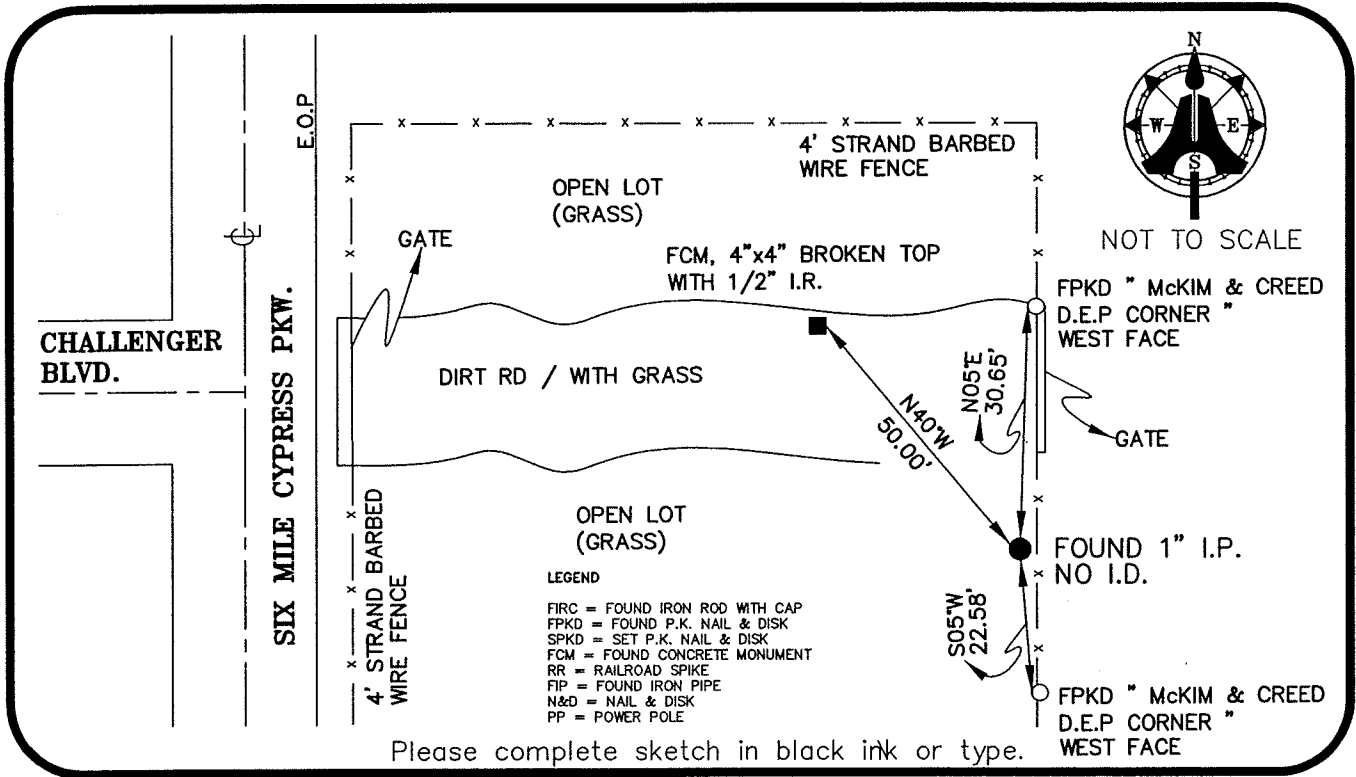 N
W
E
S
NOT TO SCALE
E.O.P
4' STRAND BARBED
WIRE FENCE
OPEN LOT
(GRASS)
GATE
FCM, 4"x4" BROKEN TOP
WITH 1/2" I.R.
FPKD " McKIM & CREED
D.E.P CORNER "
WEST FACE
CHALLENGER
BLVD.
SIX MILE CYPRESS PKW.
DIRT RD / WITH GRASS
N40°W
50.00'
N05°E
30.65'
GATE
4' STRAND BARBED
WIRE FENCE
OPEN LOT
(GRASS)
FOUND 1" I.P.
NO I.D.
S05°W
22.58'
LEGEND
FIRC = FOUND IRON ROD WITH CAP
FPKD = FOUND P.K. NAIL & DISK
SPKD = SET P.K. NAIL & DISK
FCM = FOUND CONCRETE MONUMENT
RR = RAILROAD SPIKE
FIP = FOUND IRON PIPE
N&D = NAIL & DISK
PP = POWER POLE
FPKD " McKIM & CREED
D.E.P CORNER "
WEST FACE
Please complete sketch in black ink or type.